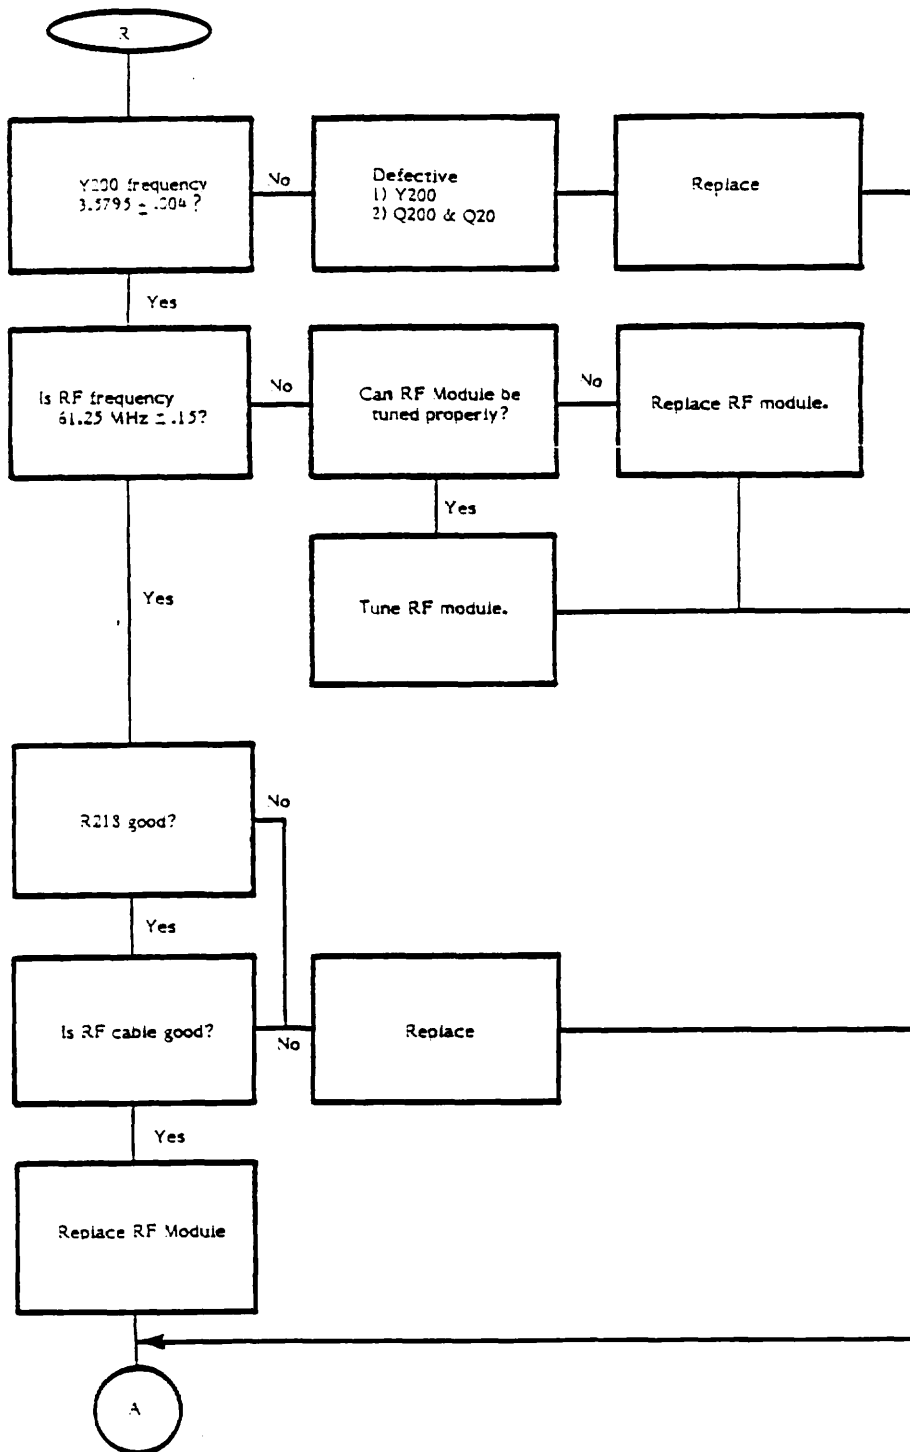 R
Y200 frequency
3.5795 ± .004 ?
No
Defective
1) Y200
2) Q200 & Q20
Replace
Yes
Is RF frequency
61.25 MHz ± .15?
No
Can RF Module be
tuned properly?
No
Replace RF module.
Yes
Tune RF module.
Yes
R218 good?
No
Yes
Is RF cable good?
No
Replace
Yes
Replace RF Module
A